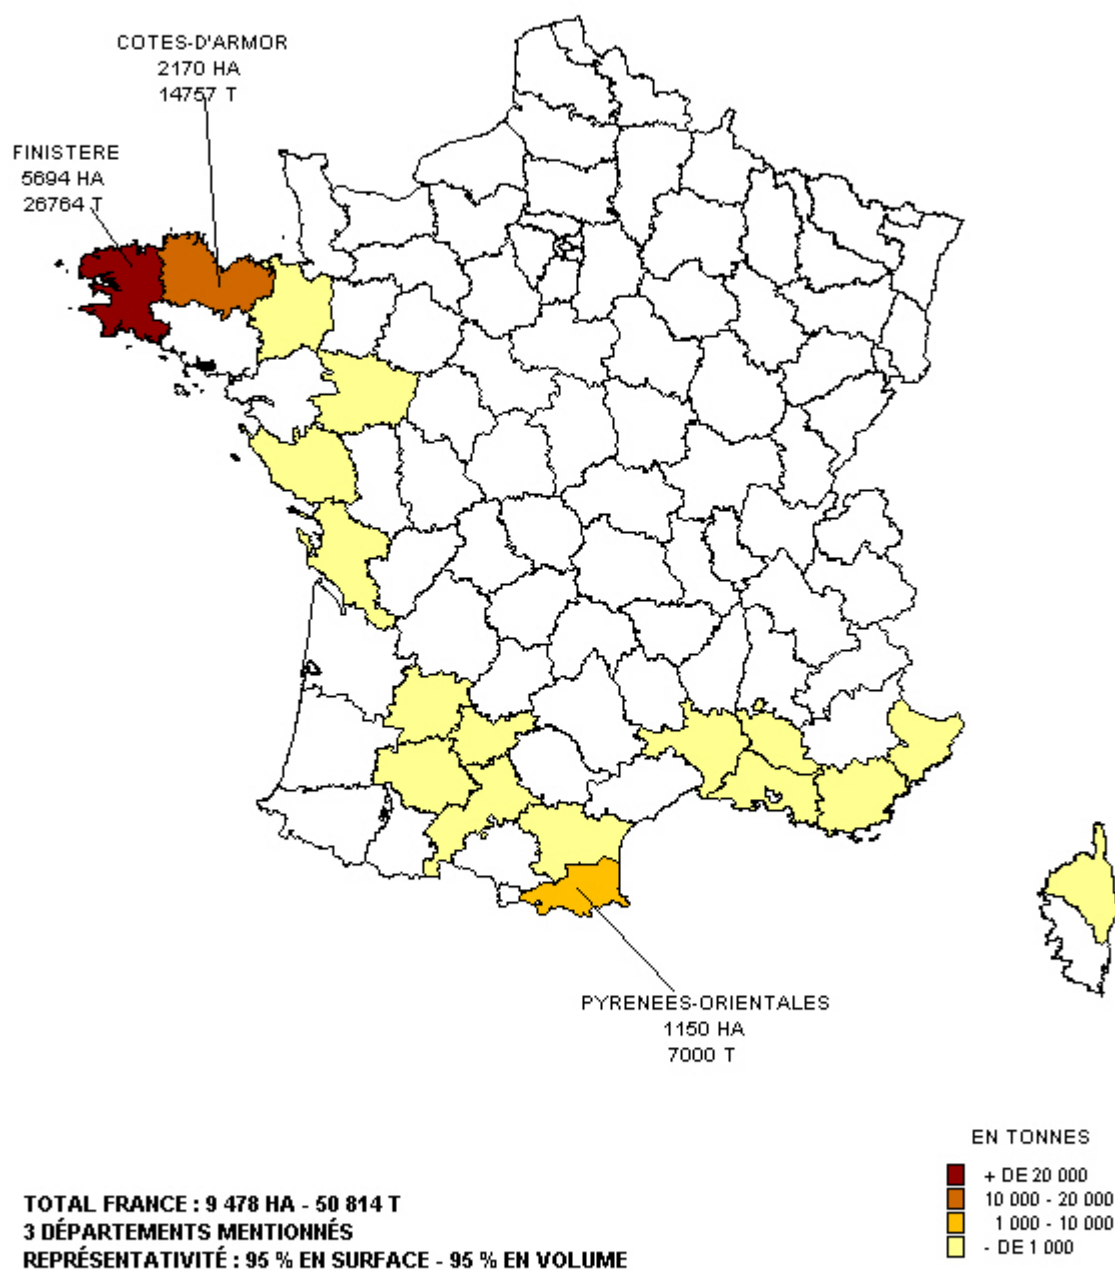 COTES-D'ARMOR
2170 HA
14757 T
FINISTERE
5694 HA
26764 T
PYRENEES-ORIENTALES
1150 HA
7000 T
EN TONNES
+ DE 20 000
10 000 - 20 000
1 000 - 10 000
- DE 1 000
TOTAL FRANCE : 9 478 HA - 50 814 T
3 DÉPARTEMENTS MENTIONNÉS
REPRÉSENTATIVITÉ : 95 % EN SURFACE - 95 % EN VOLUME